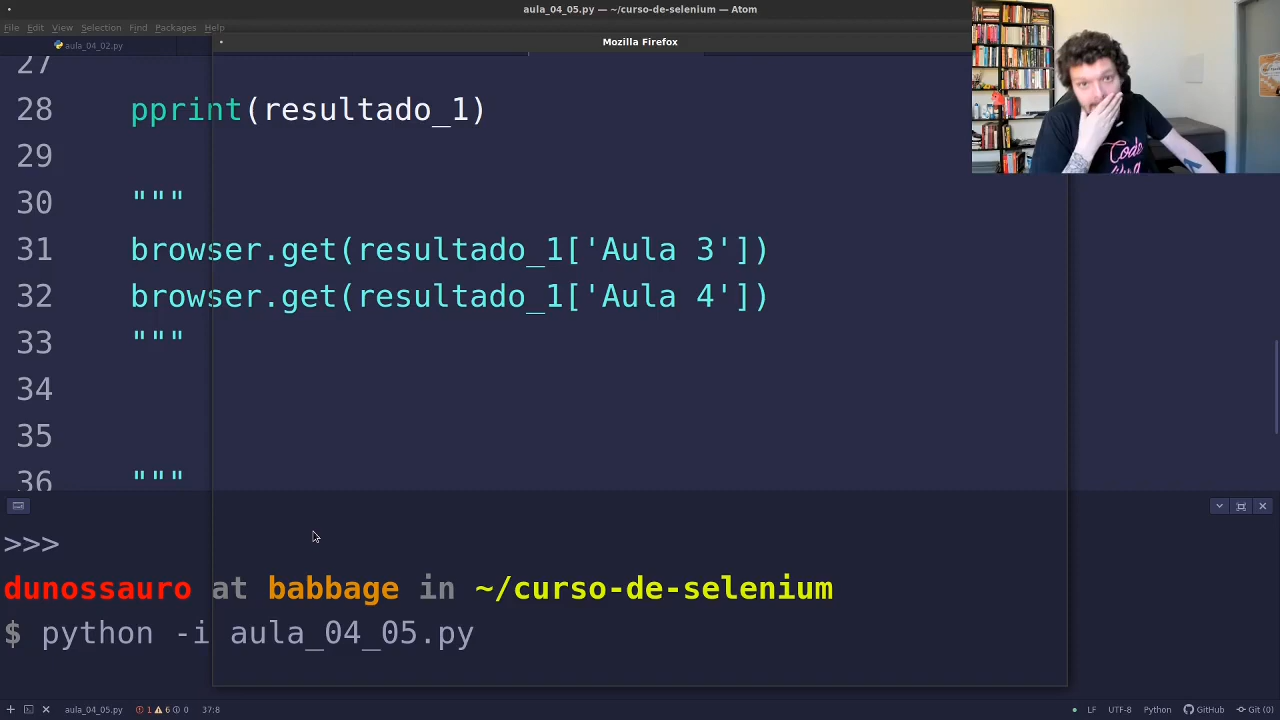 aula_04_05.py — ~/curso-de-selenium — Atom
File Edit View Selection Find Packages Help
aula_04_02.py
Mozilla Firefox
27
28 pprint(resultado_1)
29
30 """
31 browser.get(resultado_1['Aula 3'])
32 browser.get(resultado_1['Aula 4'])
33 """
34
35
36 """
>>>
dunossauro at babbage in ~/curso-de-selenium
$ python -i aula_04_05.py
aula_04_05.py 1 6 0 37:8 LF UTF-8 Python GitHub Git (0)
Code